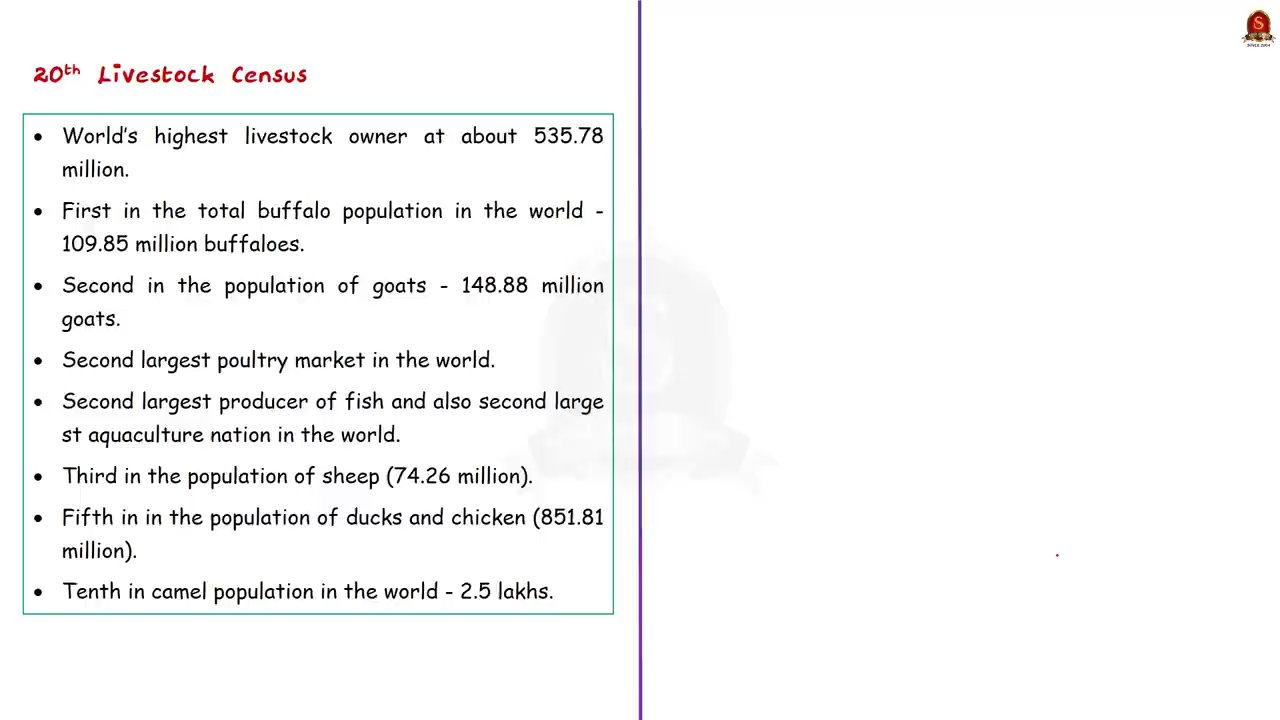 20th Livestock Census
• World's highest livestock owner at about 535.78
million.
• First in the total buffalo population in the world -
109.85 million buffaloes.
• Second in the population of goats - 148.88 million
goats.
• Second largest poultry market in the world.
• Second largest producer of fish and also second large
st aquaculture nation in the world.
• Third in the population of sheep (74.26 million).
• Fifth in in the population of ducks and chicken (851.81
million).
• Tenth in camel population in the world - 2.5 lakhs.